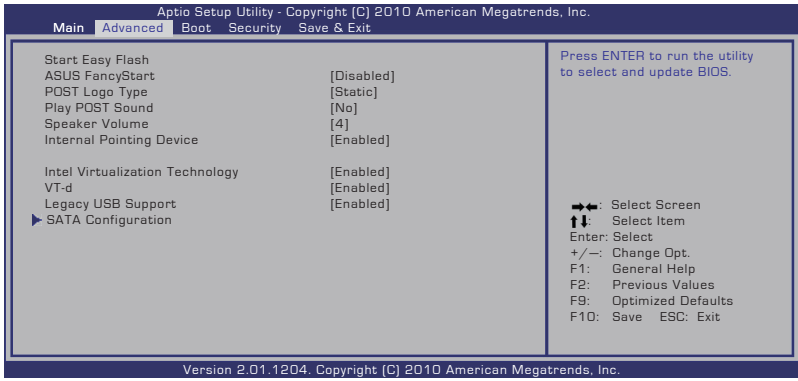 Aptio Setup Utility - Copyright (C) 2010 American Megatrends, Inc.
Main Advanced Boot Security Save & Exit
Start Easy Flash
ASUS FancyStart [Disabled]
POST Logo Type [Static]
Play POST Sound [No]
Speaker Volume [4]
Internal Pointing Device [Enabled]
Intel Virtualization Technology [Enabled]
VT-d [Enabled]
Legacy USB Support [Enabled]
SATA Configuration
Press ENTER to run the utility
to select and update BIOS.
→←: Select Screen
↑↓: Select Item
Enter: Select
+/—: Change Opt.
F1: General Help
F2: Previous Values
F9: Optimized Defaults
F10: Save ESC: Exit
Version 2.01.1204. Copyright (C) 2010 American Megatrends, Inc.